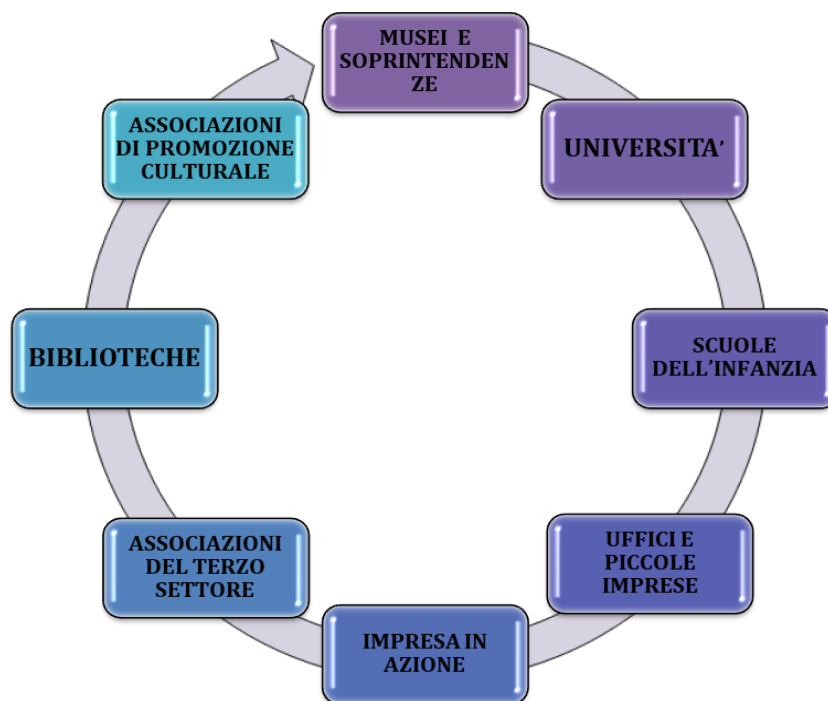 MUSEI E
SOPRINTENDEN
ZE
UNIVERSITA’
SCUOLE
DELL’INFANZIA
UFFICI E
PICCOLE
IMPRESE
IMPRESA IN
AZIONE
ASSOCIAZIONI
DEL TERZO
SETTORE
BIBLIOTECHE
ASSOCIAZIONI
DI PROMOZIONE
CULTURALE